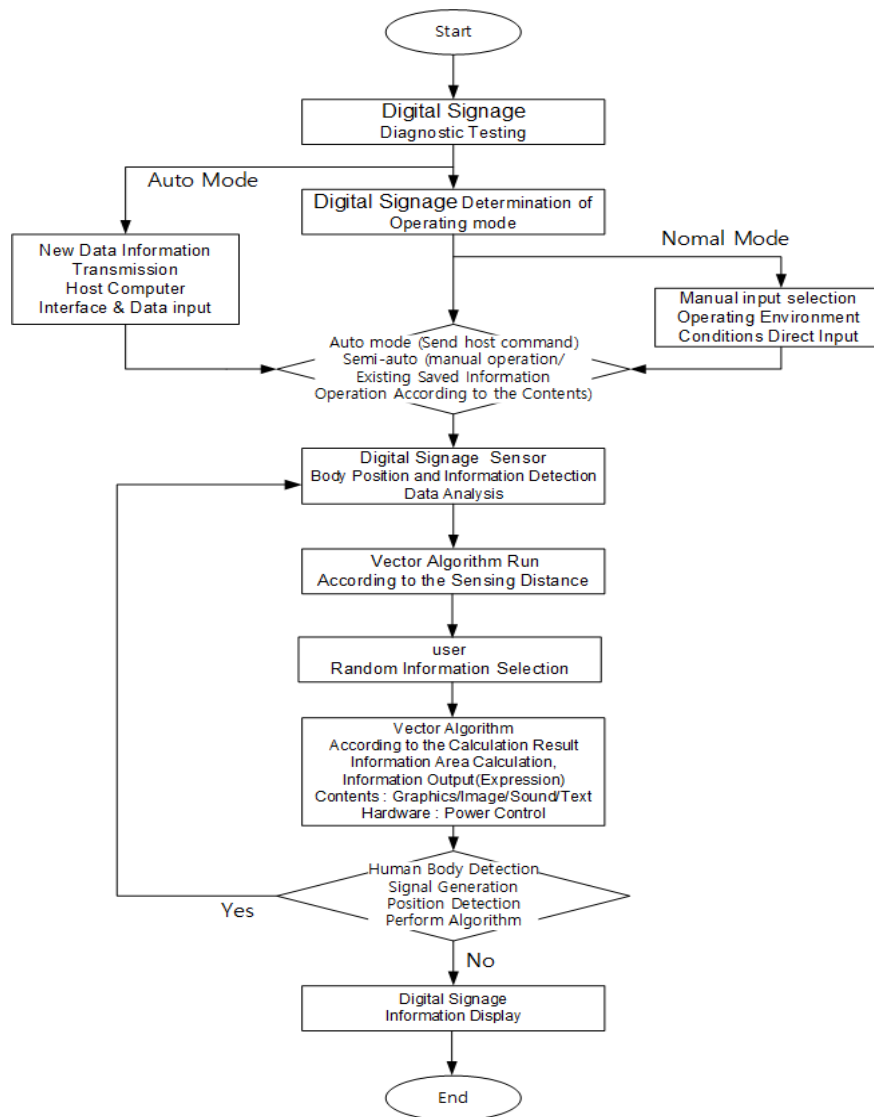 Start
Digital Signage
Diagnostic Testing
Auto Mode
Digital Signage Determination of
Operating mode
New Data Information
Transmission
Host Computer
Interface & Data input
Nomal Mode
Manual input selection
Operating Environment
Conditions Direct Input
Auto mode (Send host command)
Semi-auto (manual operation/
Existing Saved Information
Operation According to the Contents)
Digital Signage Sensor
Body Position and Information Detection
Data Analysis
Vector Algorithm Run
According to the Sensing Distance
user
Random Information Selection
Vector Algorithm
According to the Calculation Result
Information Area Calculation,
Information Output(Expression)
Contents : Graphics/Image/Sound/Text
Hardware : Power Control
Human Body Detection
Signal Generation
Position Detection
Perform Algorithm
Yes
No
Digital Signage
Information Display
End